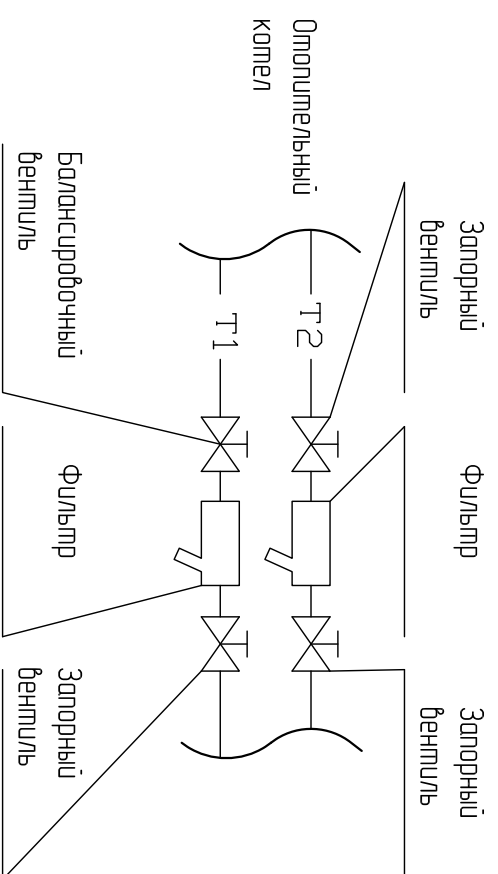 Запорный
вентиль
Фильтр
Запорный
вентиль
Отопительный
котел
Т2
Т1
Балансировочный
вентиль
Фильтр
Запорный
вентиль